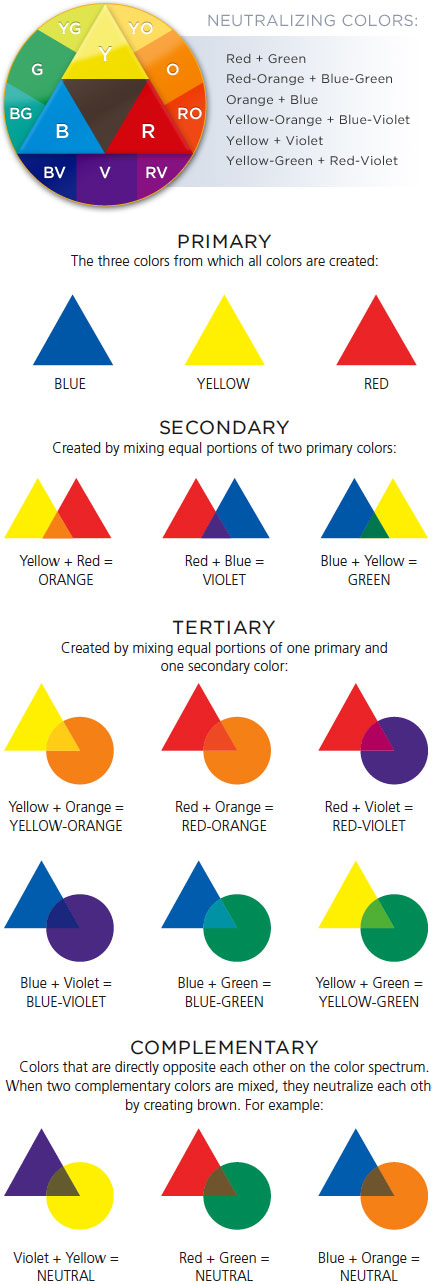 NEUTRALIZING COLORS:
YG
YO
Y
G
O
BG
RO
B
R
BV
V
RV
Red + Green
Red-Orange + Blue-Green
Orange + Blue
Yellow-Orange + Blue-Violet
Yellow + Violet
Yellow-Green + Red-Violet
PRIMARY
The three colors from which all colors are created:
BLUE
YELLOW
RED
SECONDARY
Created by mixing equal portions of two primary colors:
Yellow + Red =
ORANGE
Red + Blue =
VIOLET
Blue + Yellow =
GREEN
TERTIARY
Created by mixing equal portions of one primary and
one secondary color:
Yellow + Orange =
YELLOW-ORANGE
Red + Orange =
RED-ORANGE
Red + Violet =
RED-VIOLET
Blue + Violet =
BLUE-VIOLET
Blue + Green =
BLUE-GREEN
Yellow + Green =
YELLOW-GREEN
COMPLEMENTARY
Colors that are directly opposite each other on the color spectrum.
When two complementary colors are mixed, they neutralize each oth
by creating brown. For example:
Violet + Yellow =
NEUTRAL
Red + Green =
NEUTRAL
Blue + Orange =
NEUTRAL